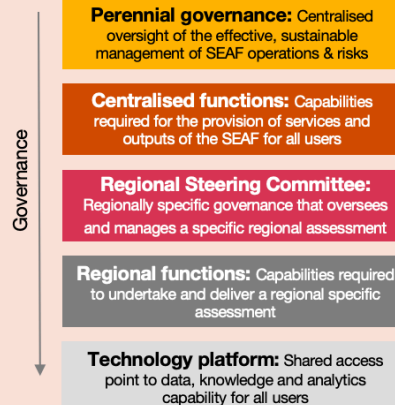 Governance
Perennial governance: Centralised
oversight of the effective, sustainable
management of SEAF operations & risks
Centralised functions: Capabilities
required for the provision of services and
outputs of the SEAF for all users
Regional Steering Committee:
Regionally specific governance that oversees
and manages a specific regional assessment
Regional functions: Capabilities required
to undertake and deliver a regional specific
assessment
Technology platform: Shared access
point to data, knowledge and analytics
capability for all users